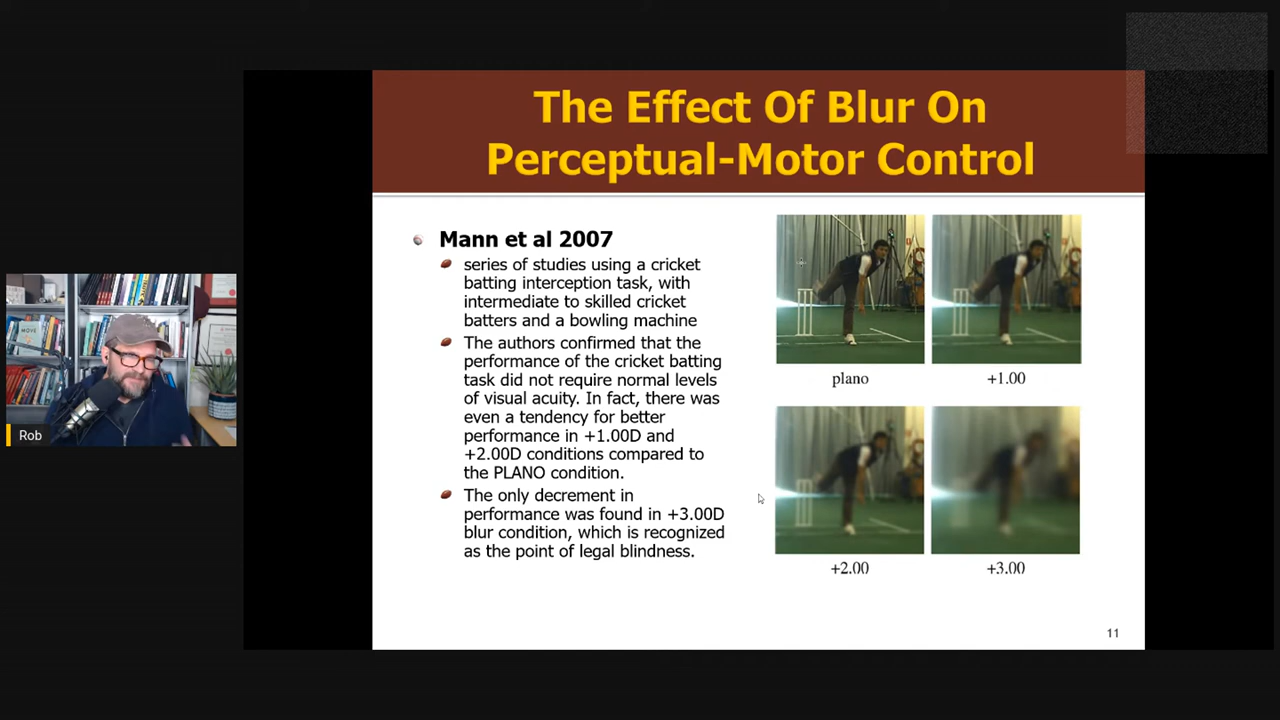 The Effect Of Blur On
Perceptual-Motor Control
Mann et al 2007
series of studies using a cricket
batting interception task, with
intermediate to skilled cricket
batters and a bowling machine
The authors confirmed that the
performance of the cricket batting
task did not require normal levels
of visual acuity. In fact, there was
even a tendency for better
performance in +1.00D and
+2.00D conditions compared to
the PLANO condition.
The only decrement in
performance was found in +3.00D
blur condition, which is recognized
as the point of legal blindness.
plano
+1.00
+2.00
+3.00
11
MOVE
Rob